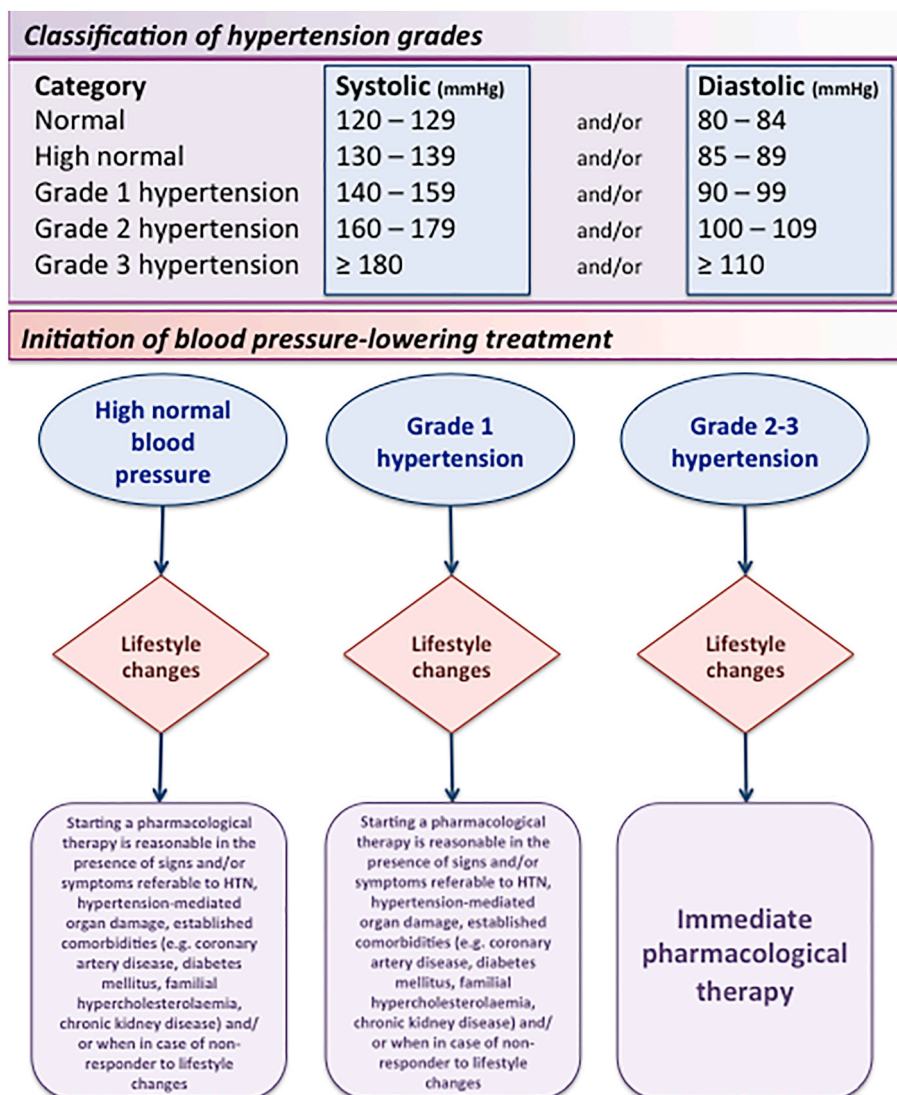 Classification of hypertension grades
Category Systolic (mmHg) Diastolic (mmHg)
Normal 120 – 129 and/or 80 – 84
High normal 130 – 139 and/or 85 – 89
Grade 1 hypertension 140 – 159 and/or 90 – 99
Grade 2 hypertension 160 – 179 and/or 100 – 109
Grade 3 hypertension ≥ 180 and/or ≥ 110
Initiation of blood pressure-lowering treatment
High normal
blood
pressure
Lifestyle
changes
Starting a pharmacological
therapy is reasonable in the
presence of signs and/or
symptoms referable to HTN,
hypertension-mediated
organ damage, established
comorbidities (e.g. coronary
artery disease, diabetes
mellitus, familial
hypercholesterolaemia,
chronic kidney disease) and/
or when in case of non-
responder to lifestyle
changes
Grade 1
hypertension
Lifestyle
changes
Starting a pharmacological
therapy is reasonable in the
presence of signs and/or
symptoms referable to HTN,
hypertension-mediated
organ damage, established
comorbidities (e.g. coronary
artery disease, diabetes
mellitus, familial
hypercholesterolaemia,
chronic kidney disease) and/
or when in case of non-
responder to lifestyle
changes
Grade 2-3
hypertension
Lifestyle
changes
Immediate
pharmacological
therapy